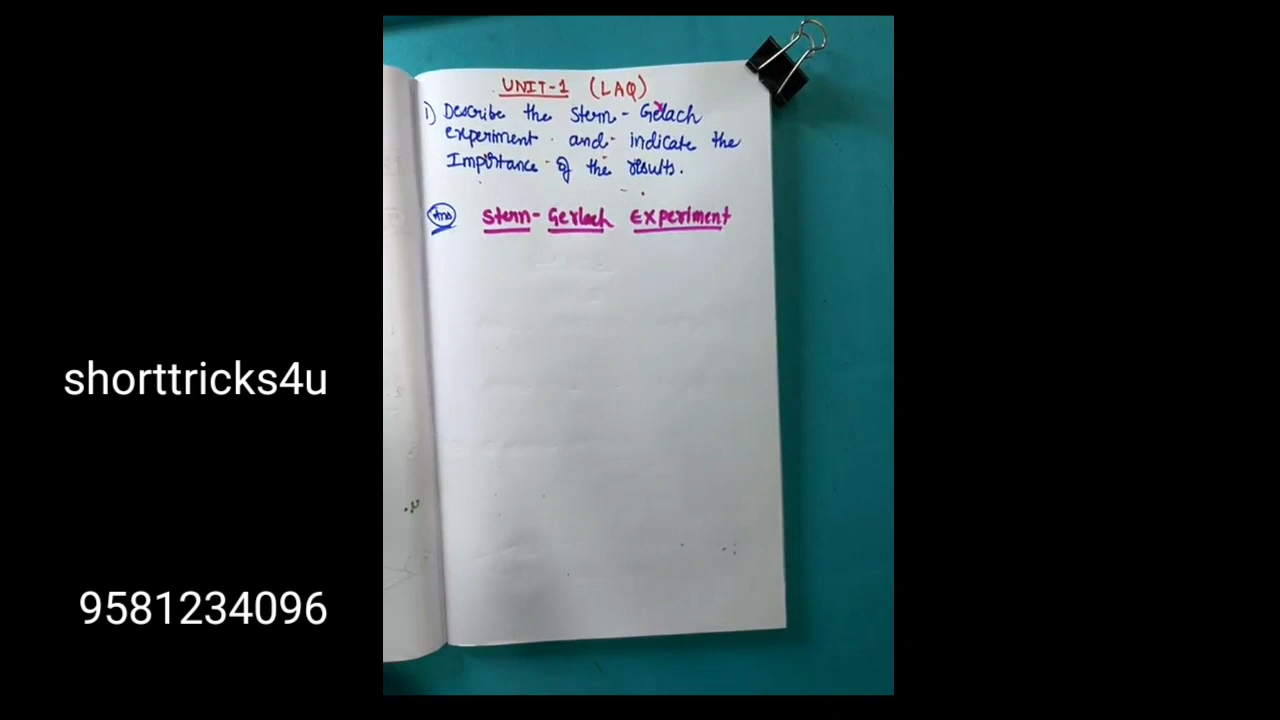 UNIT-1 (LAQ)
1) Describe the Stern-Gerlach
experiment and indicate the
Importance of the results.
Ans Stern-Gerlach Experiment
shorttricks4u
9581234096